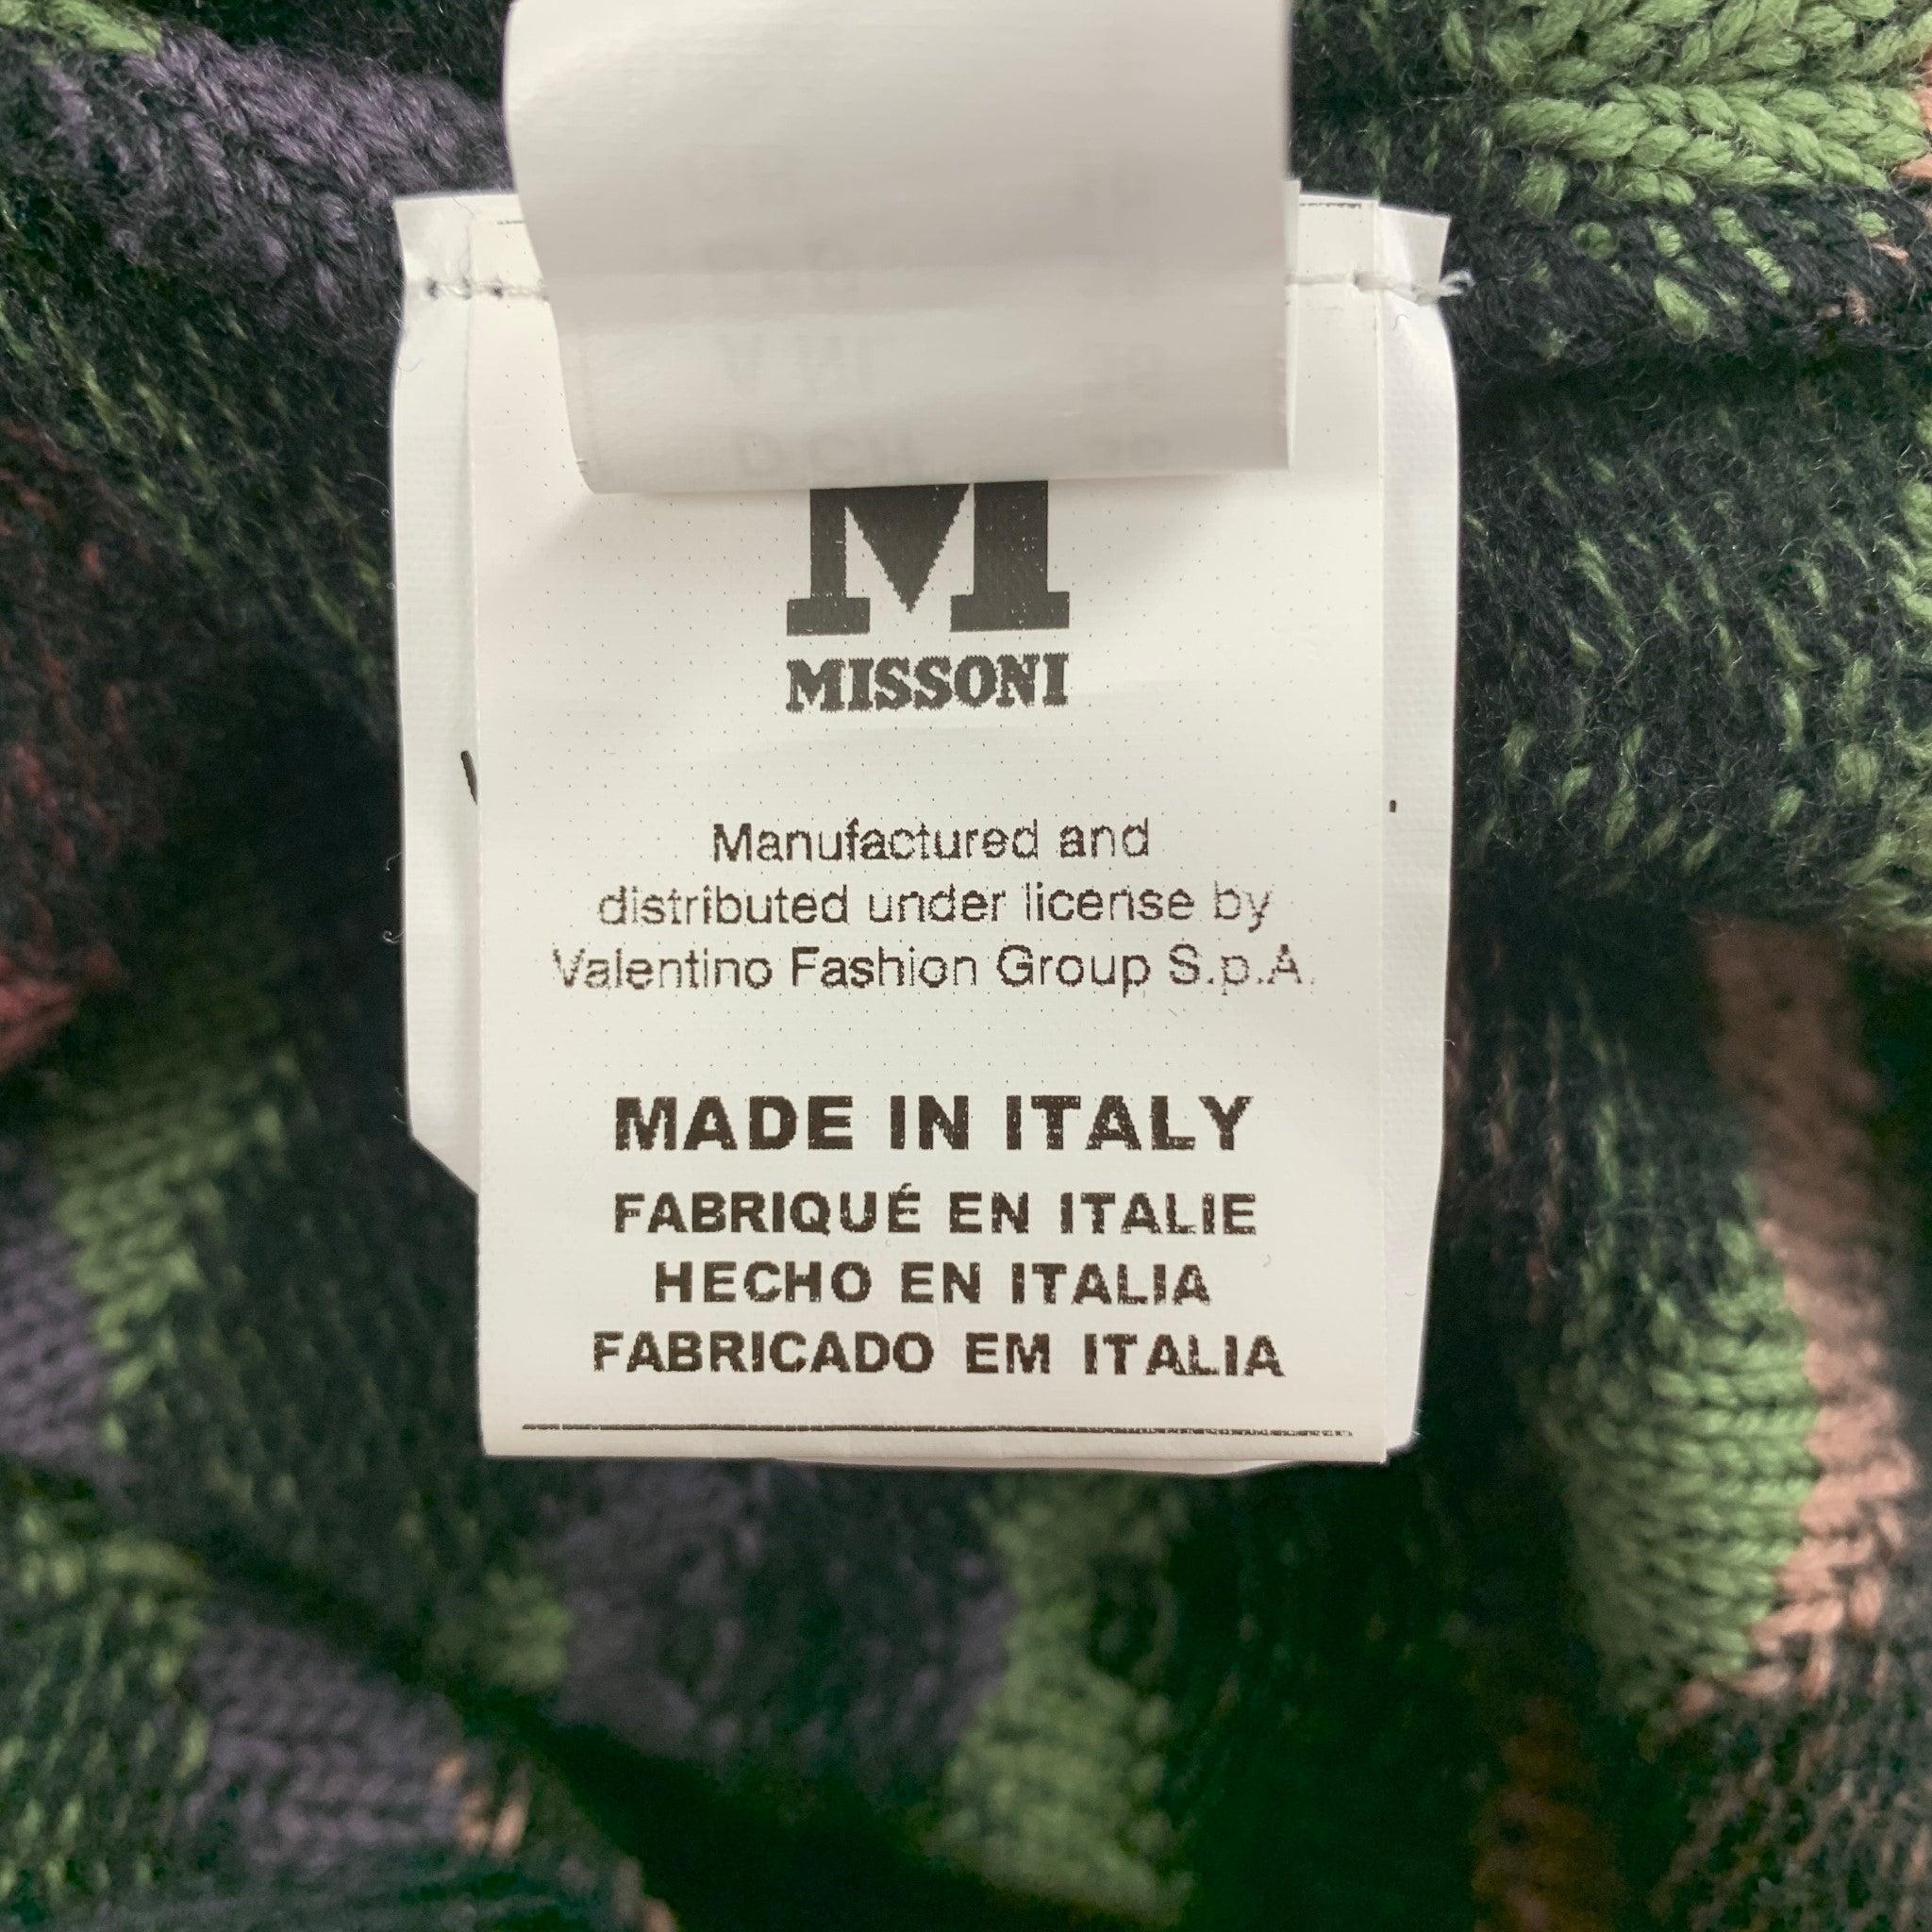 M
MISSONI
Manufactured and
distributed under license by
Valentino Fashion Group S.p.A.
MADE IN ITALY
FABRIQUÉ EN ITALIE
HECHO EN ITALIA
FABRICADO EM ITALIA